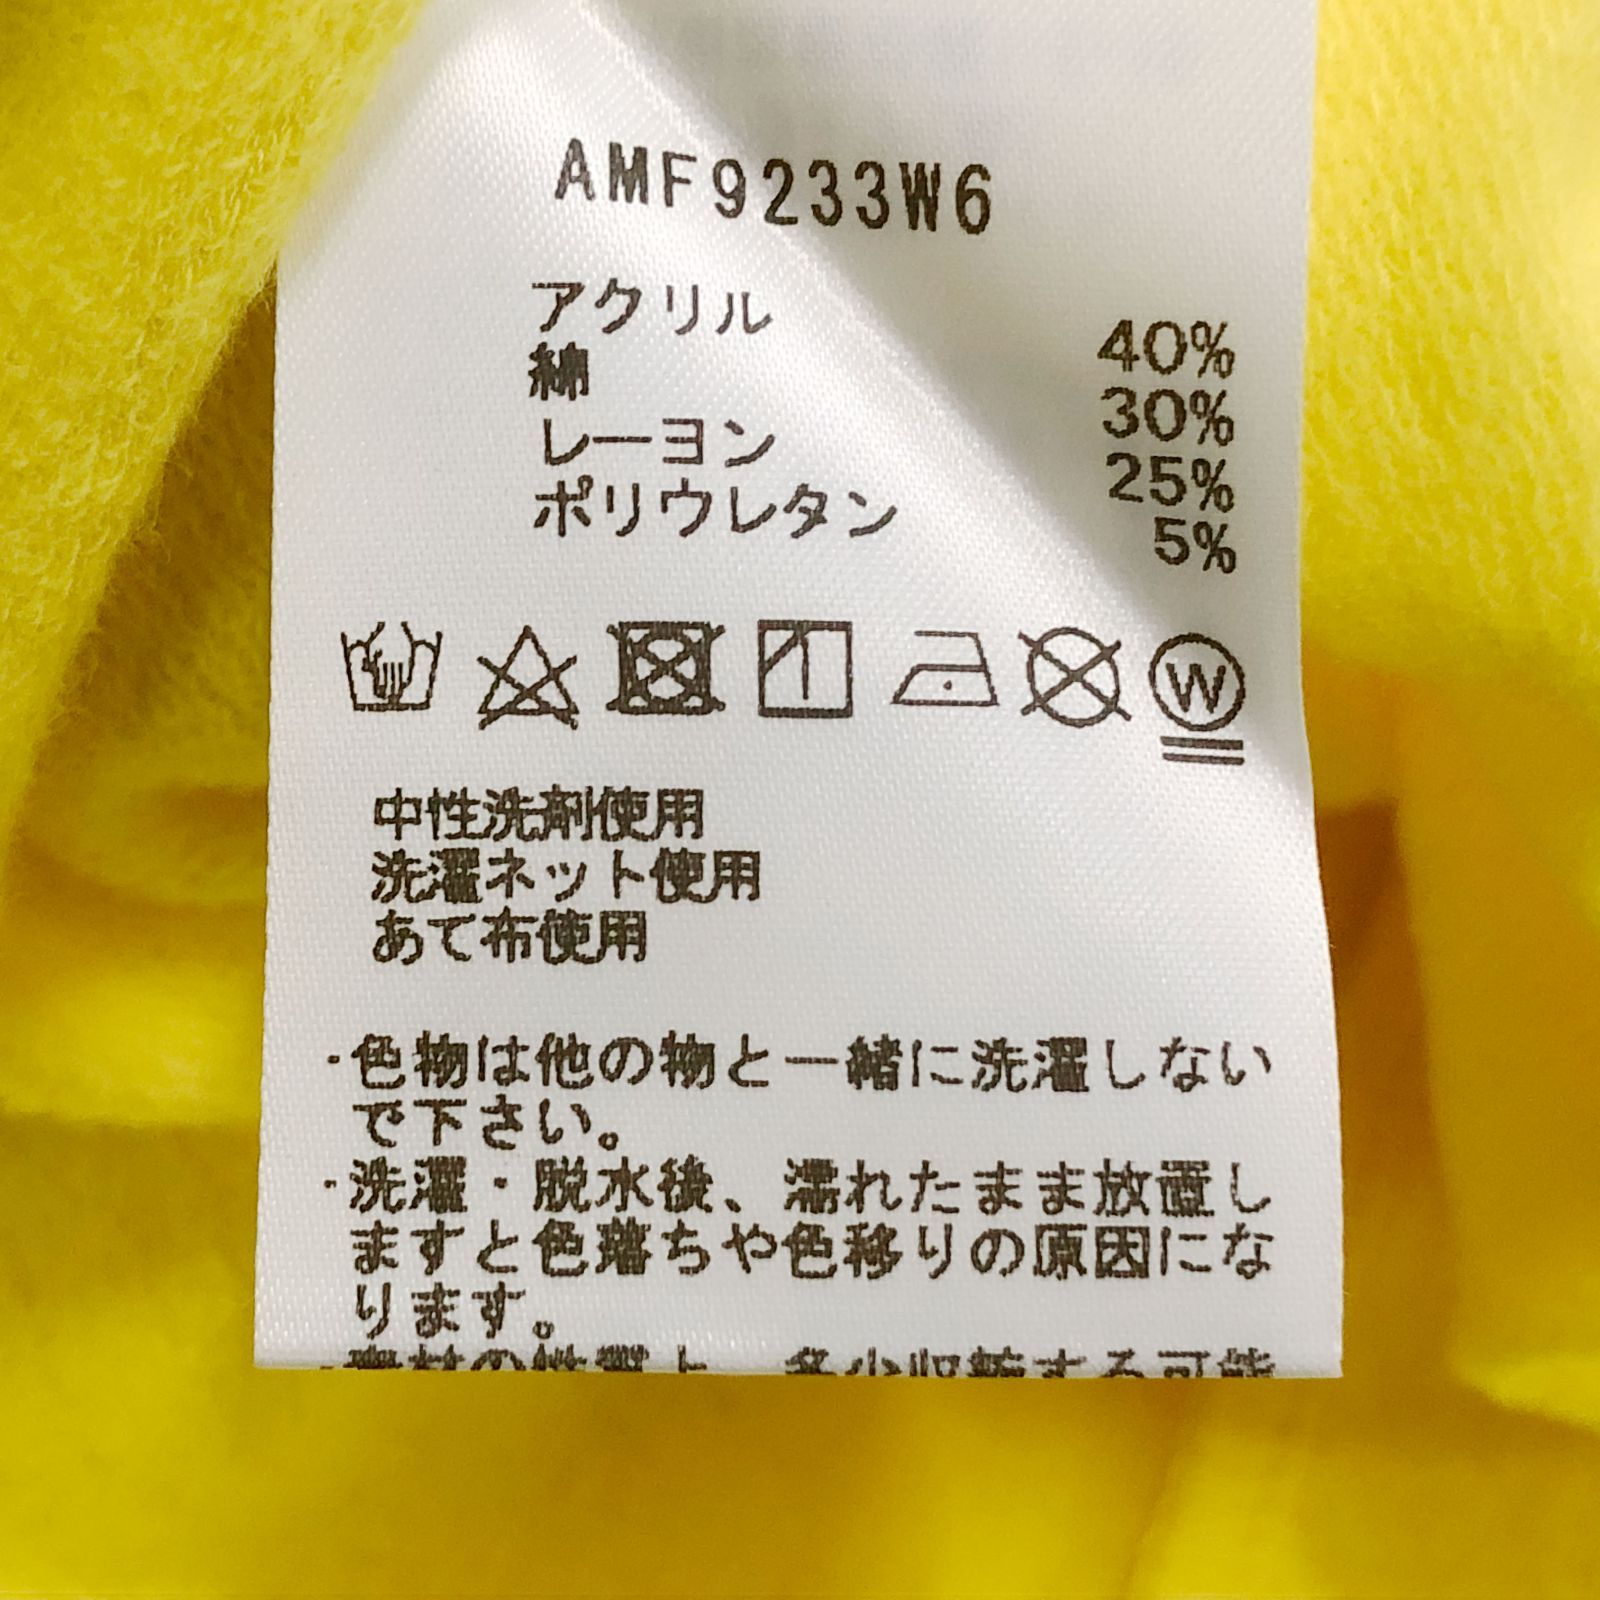 AMF9233W6
アクリル 40%
綿 30%
レーヨン 25%
ポリウレタン 5%
W
中性洗剤使用
洗濯ネット使用
あて布使用
・色物は他の物と一緒に洗濯しない
で下さい。
・洗濯・脱水後、濡れたまま放置し
ますと色落ちや色移りの原因にな
ります。